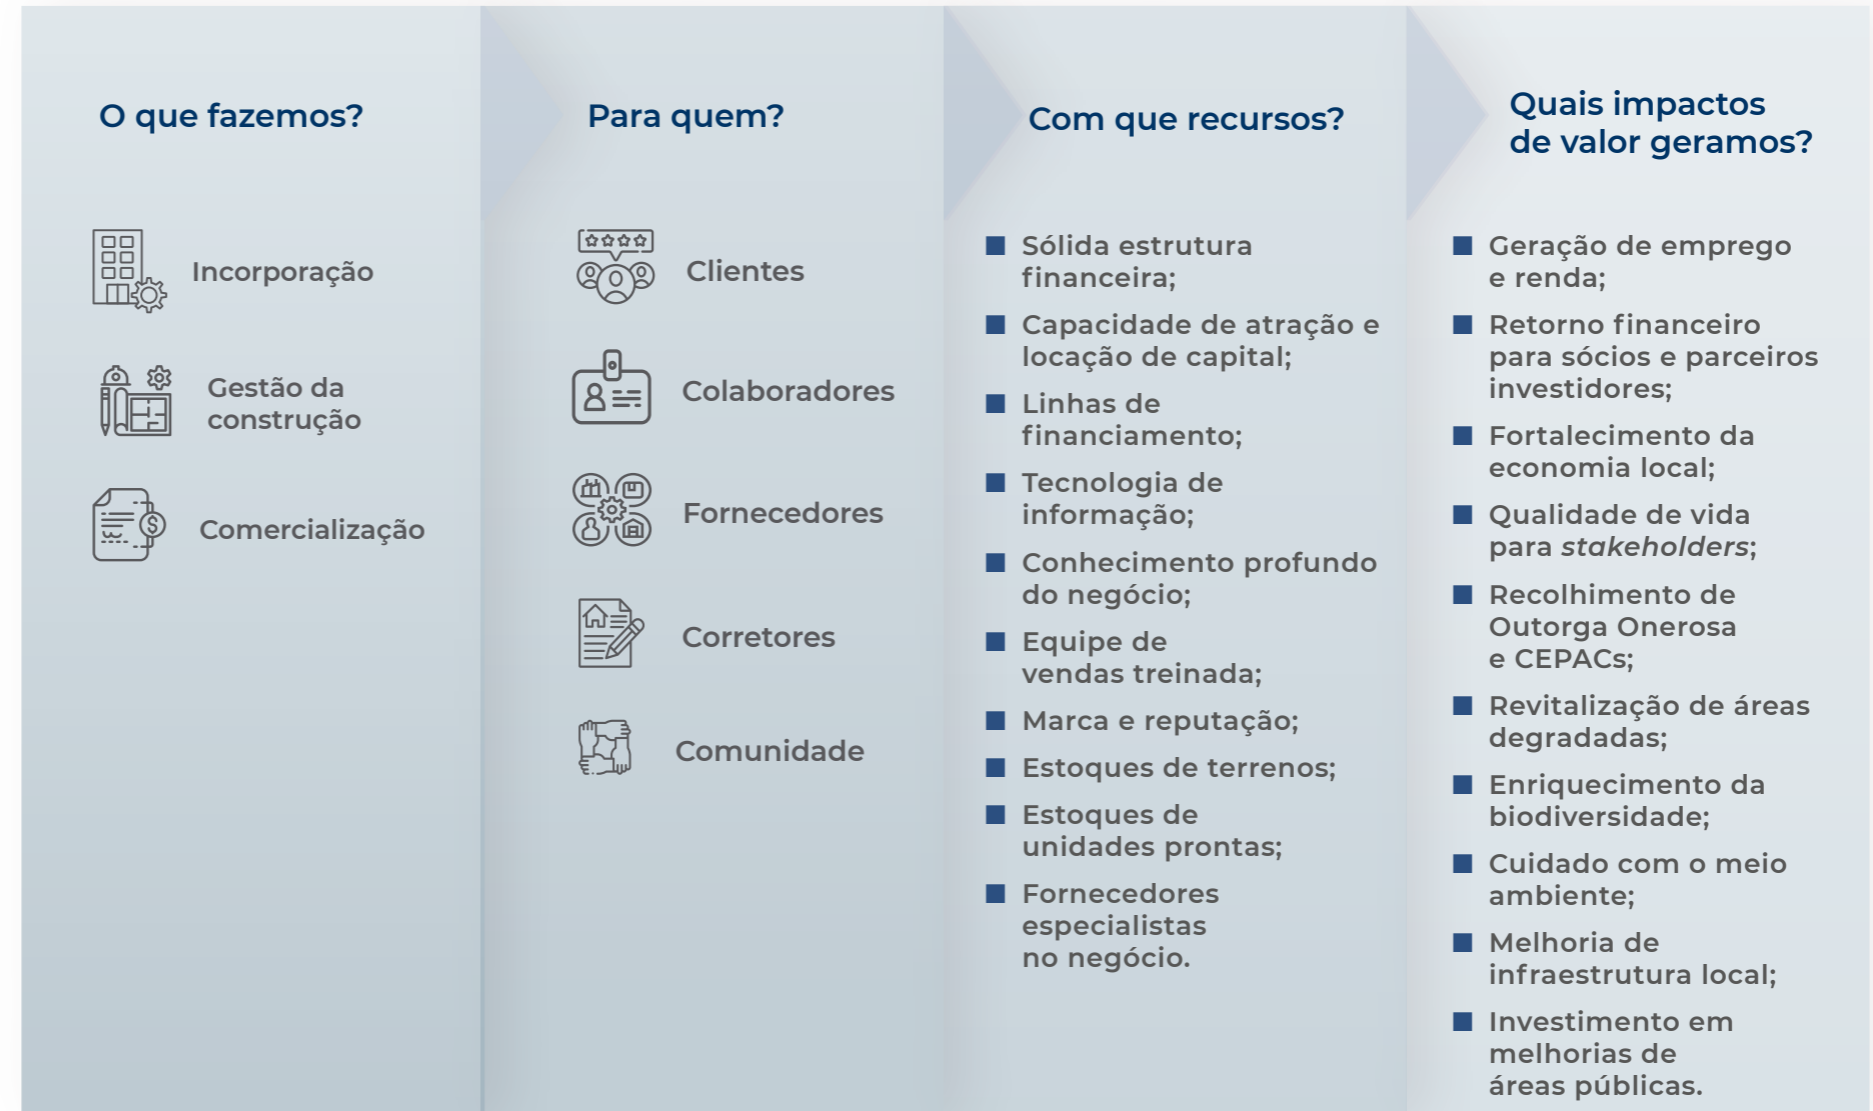 O que fazemos?
Incorporação
Gestão da
construção
Comercialização
Para quem?
Clientes
Colaboradores
Fornecedores
Corretores
Comunidade
Com que recursos?
Sólida estrutura
financeira;
Capacidade de atração e
locação de capital;
Linhas de
financiamento;
Tecnologia de
informação;
Conhecimento profundo
do negócio;
Equipe de
vendas treinada;
Marca e reputação;
Estoques de terrenos;
Estoques de
unidades prontas;
Fornecedores
especialistas
no negócio.
Quais impactos
de valor geramos?
Geração de emprego
e renda;
Retorno financeiro
para sócios e parceiros
investidores;
Fortalecimento da
economia local;
Qualidade de vida
para stakeholders;
Recolhimento de
Outorga Onerosa
e CEPACs;
Revitalização de áreas
degradadas;
Enriquecimento da
biodiversidade;
Cuidado com o meio
ambiente;
Melhoria de
infraestrutura local;
Investimento em
melhorias de
áreas públicas.